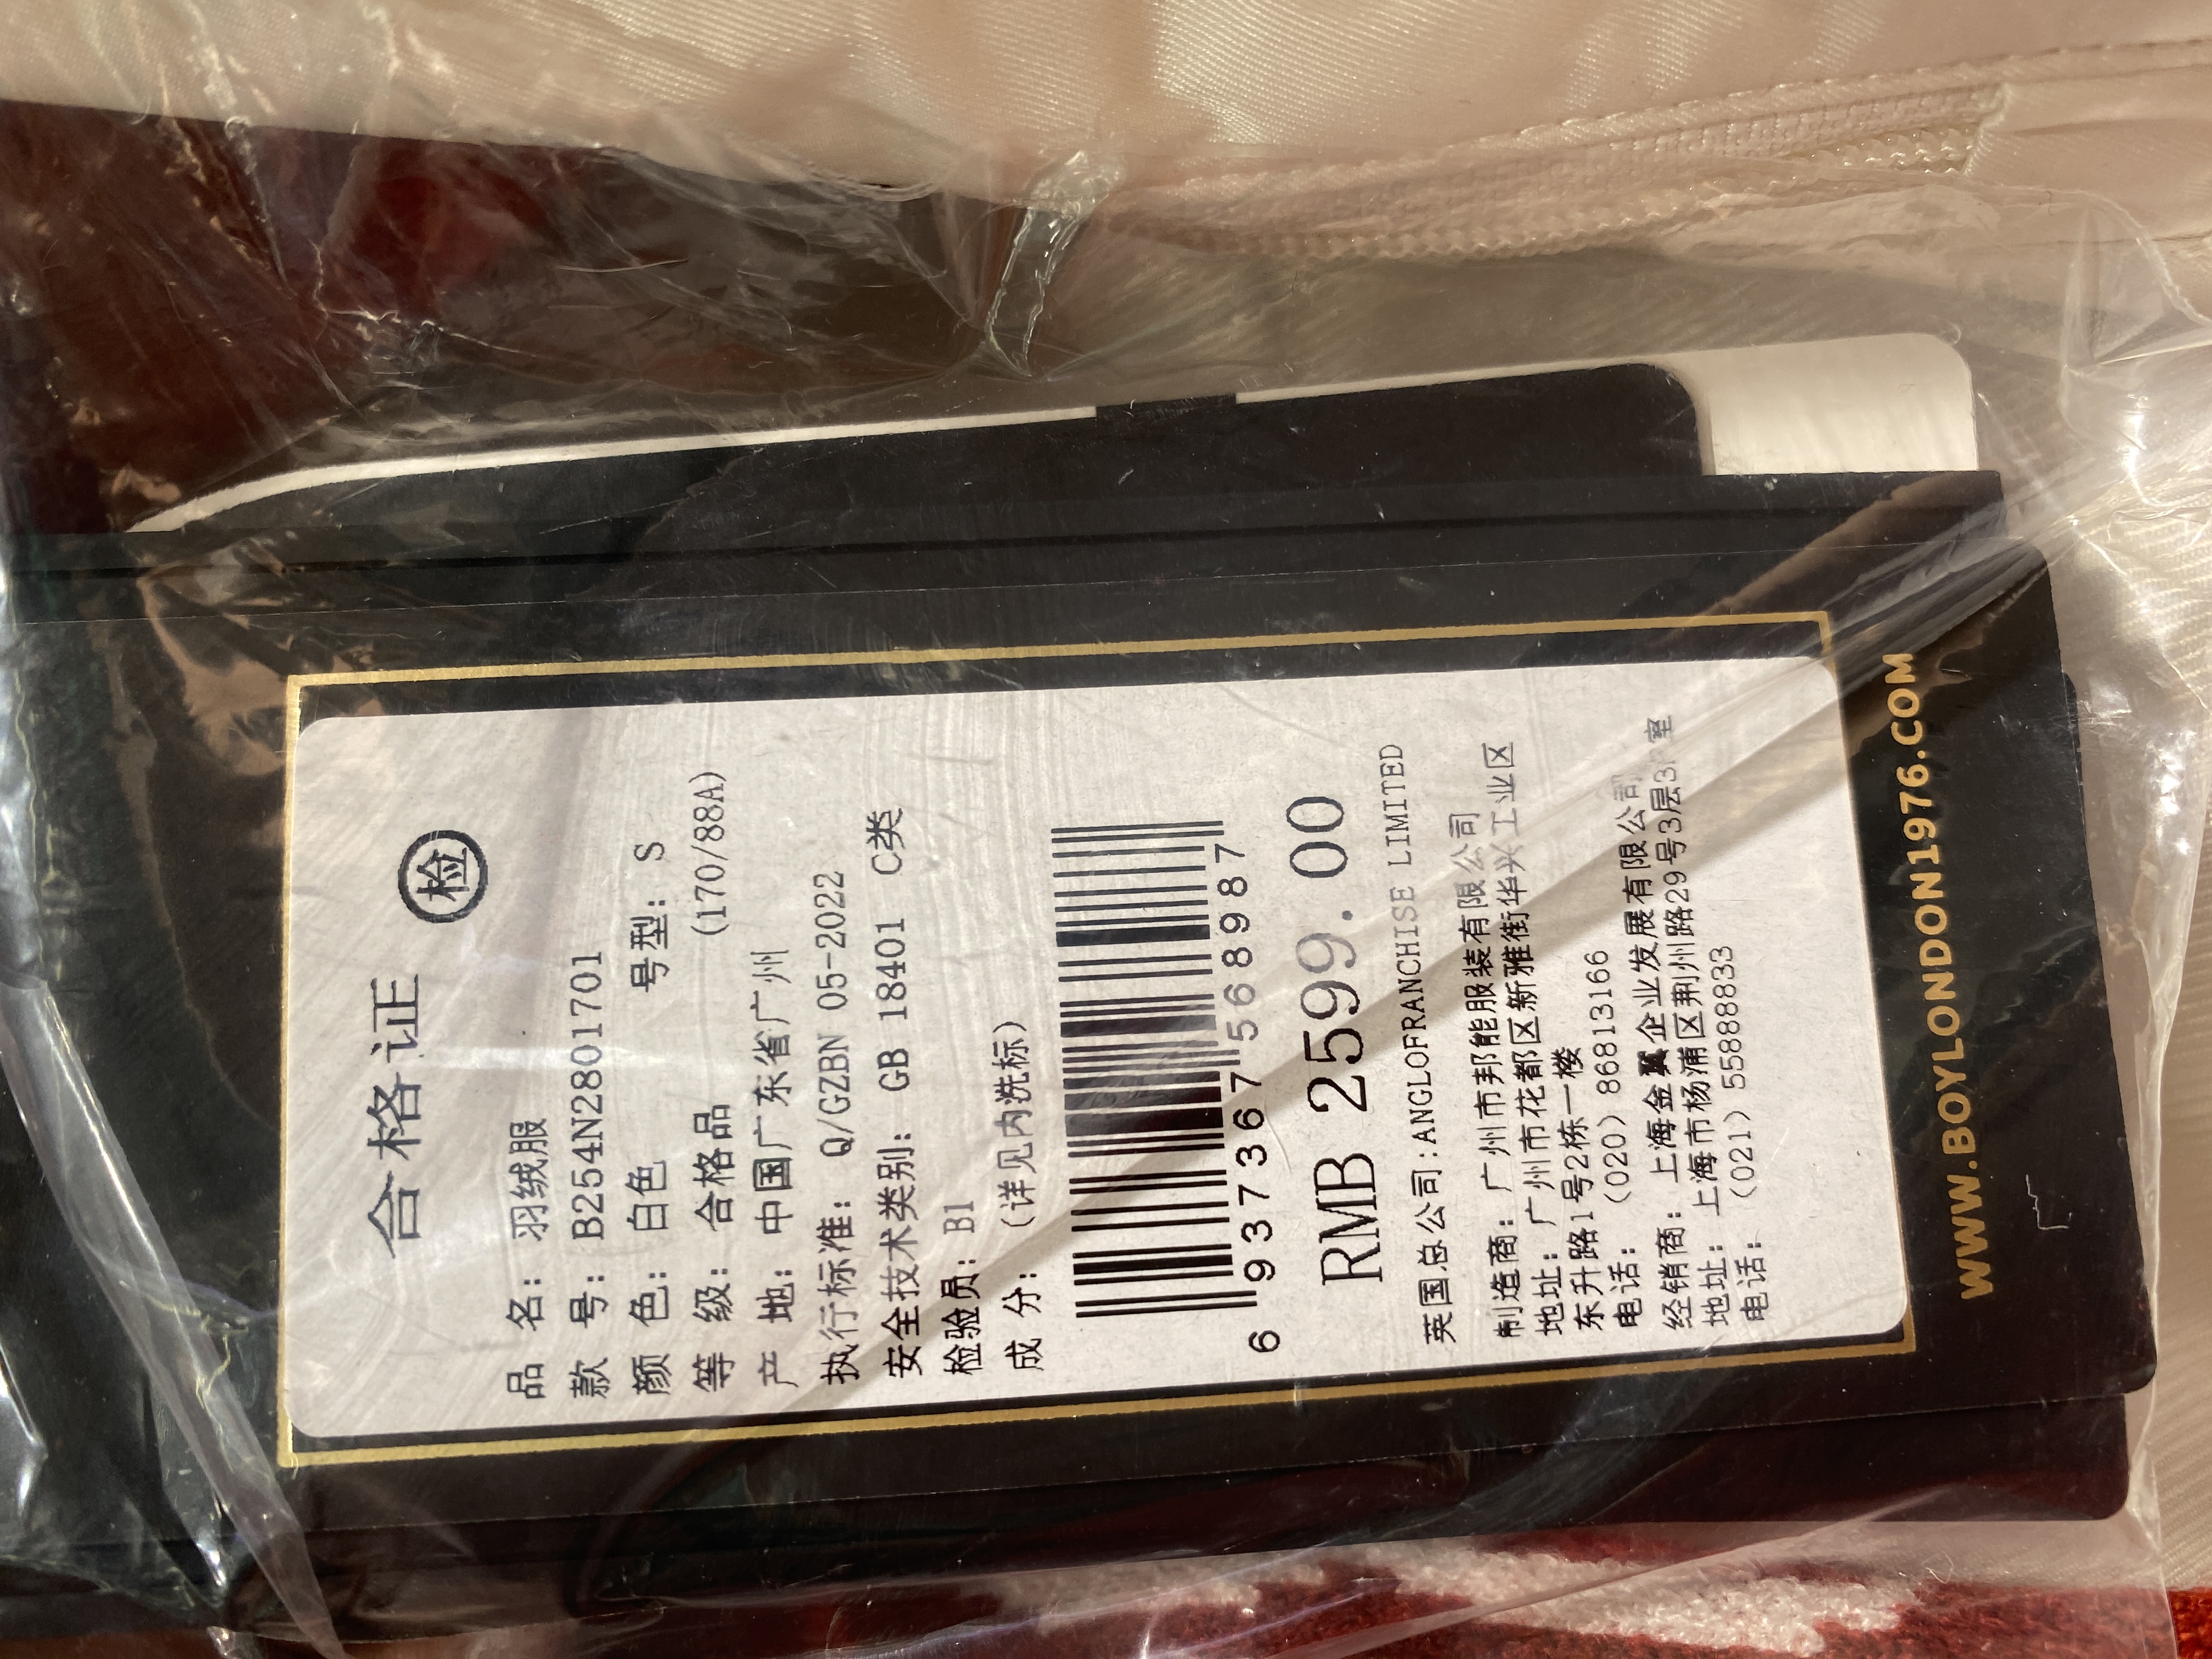 合格证 检
品 名: 羽绒服
款 号: B254N2801701
颜 色: 白色 号型: S
等 级: 合格品 (170/88A)
产 地: 中国广东省广州
执行标准: Q/GZBN 05-2022
安全技术类别: GB 18401 C类
检验员: B1
成 分: (详见内洗标)
6 937367 568987
RMB 2599.00
英国总公司:ANGLOFRANCHISE LIMITED
制造商: 广州市邦能服装有限公司
地址: 广州市花都区新雅街华兴工业区
东升路1号2栋一楼
电话: (020) 86813166
经销商: 上海金翼企业发展有限公司
地址: 上海市杨浦区荆州路29号3层3 室
电话: (021) 55888833
WWW.BOYLONDON1976.COM